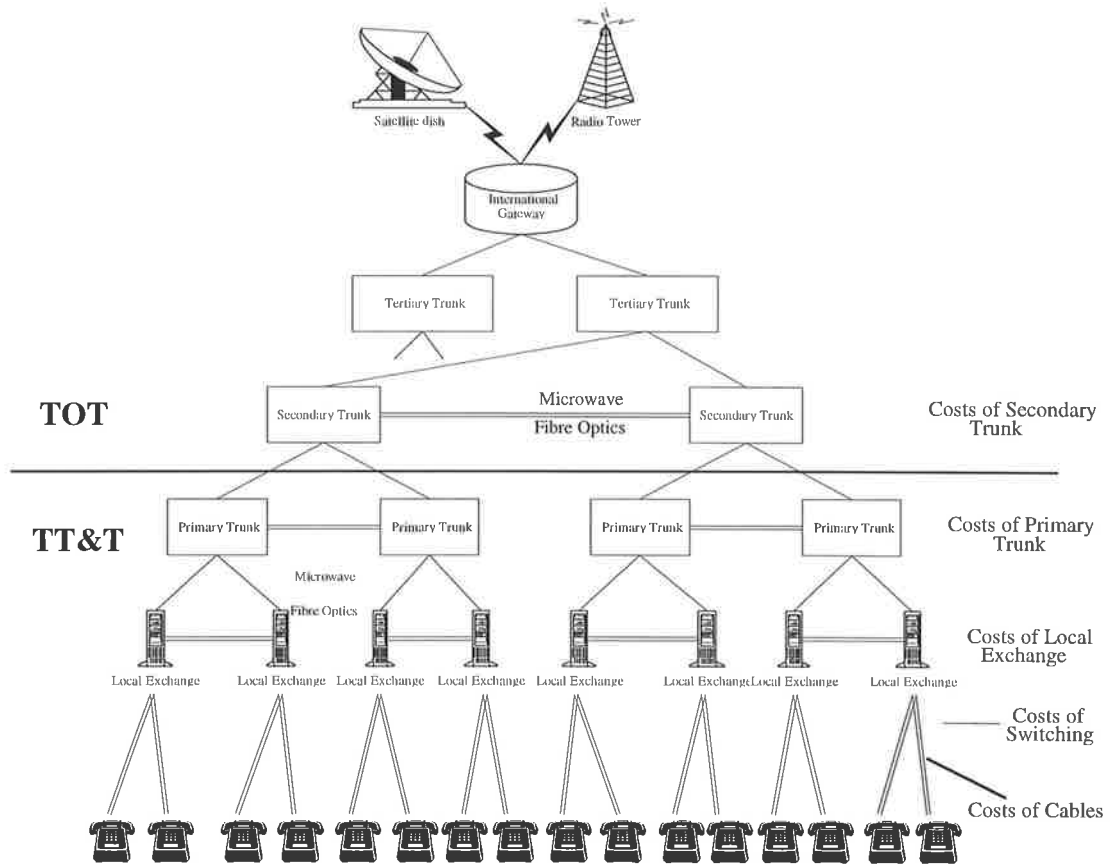 Satellite dish
Radio Tower
International
Gateway
Tertiary Trunk
Tertiary Trunk
TOT
Secondary Trunk
Microwave
Fibre Optics
Secondary Trunk
Costs of Secondary
Trunk
TT&T
Primary Trunk
Primary Trunk
Primary Trunk
Primary Trunk
Costs of Primary
Trunk
Microwave
Fibre Optics
Costs of Local
Exchange
Local Exchange
Local Exchange
Local Exchange
Local Exchange
Local Exchange
Local Exchange
Local Exchange
Local Exchange
Costs of
Switching
Costs of Cables